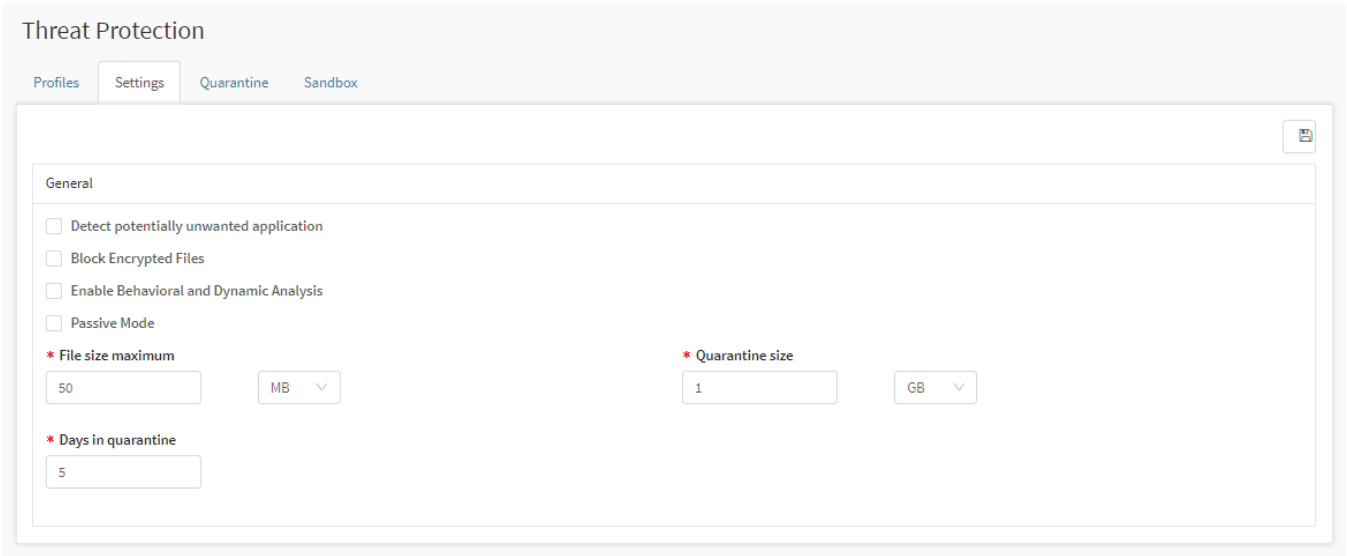 Threat Protection
Profiles Settings Quarantine Sandbox
General
Detect potentially unwanted application
Block Encrypted Files
Enable Behavioral and Dynamic Analysis
Passive Mode
* File size maximum * Quarantine size
50 MB 1 GB
* Days in quarantine
5